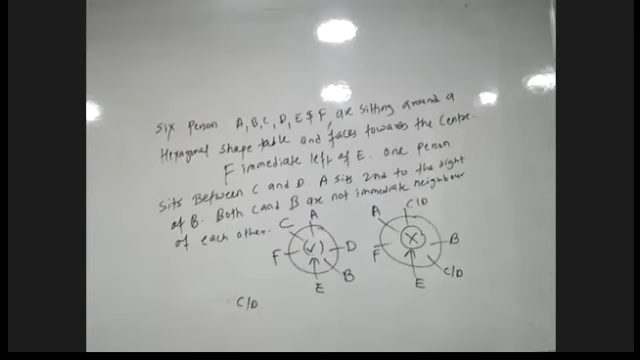 Six Person A, B, C, D, E & F, are sitting around a
Hexagonal shape table and faces towards the centre.
F immediate left of E. One person
sits Between C and D. A sits 2nd to the right
of B. Both C and B are not immediate neighbour
of each other.
A
C
D
F
(✓)
B
E
C/D
A
B
F
(X)
C/D
E
C/D